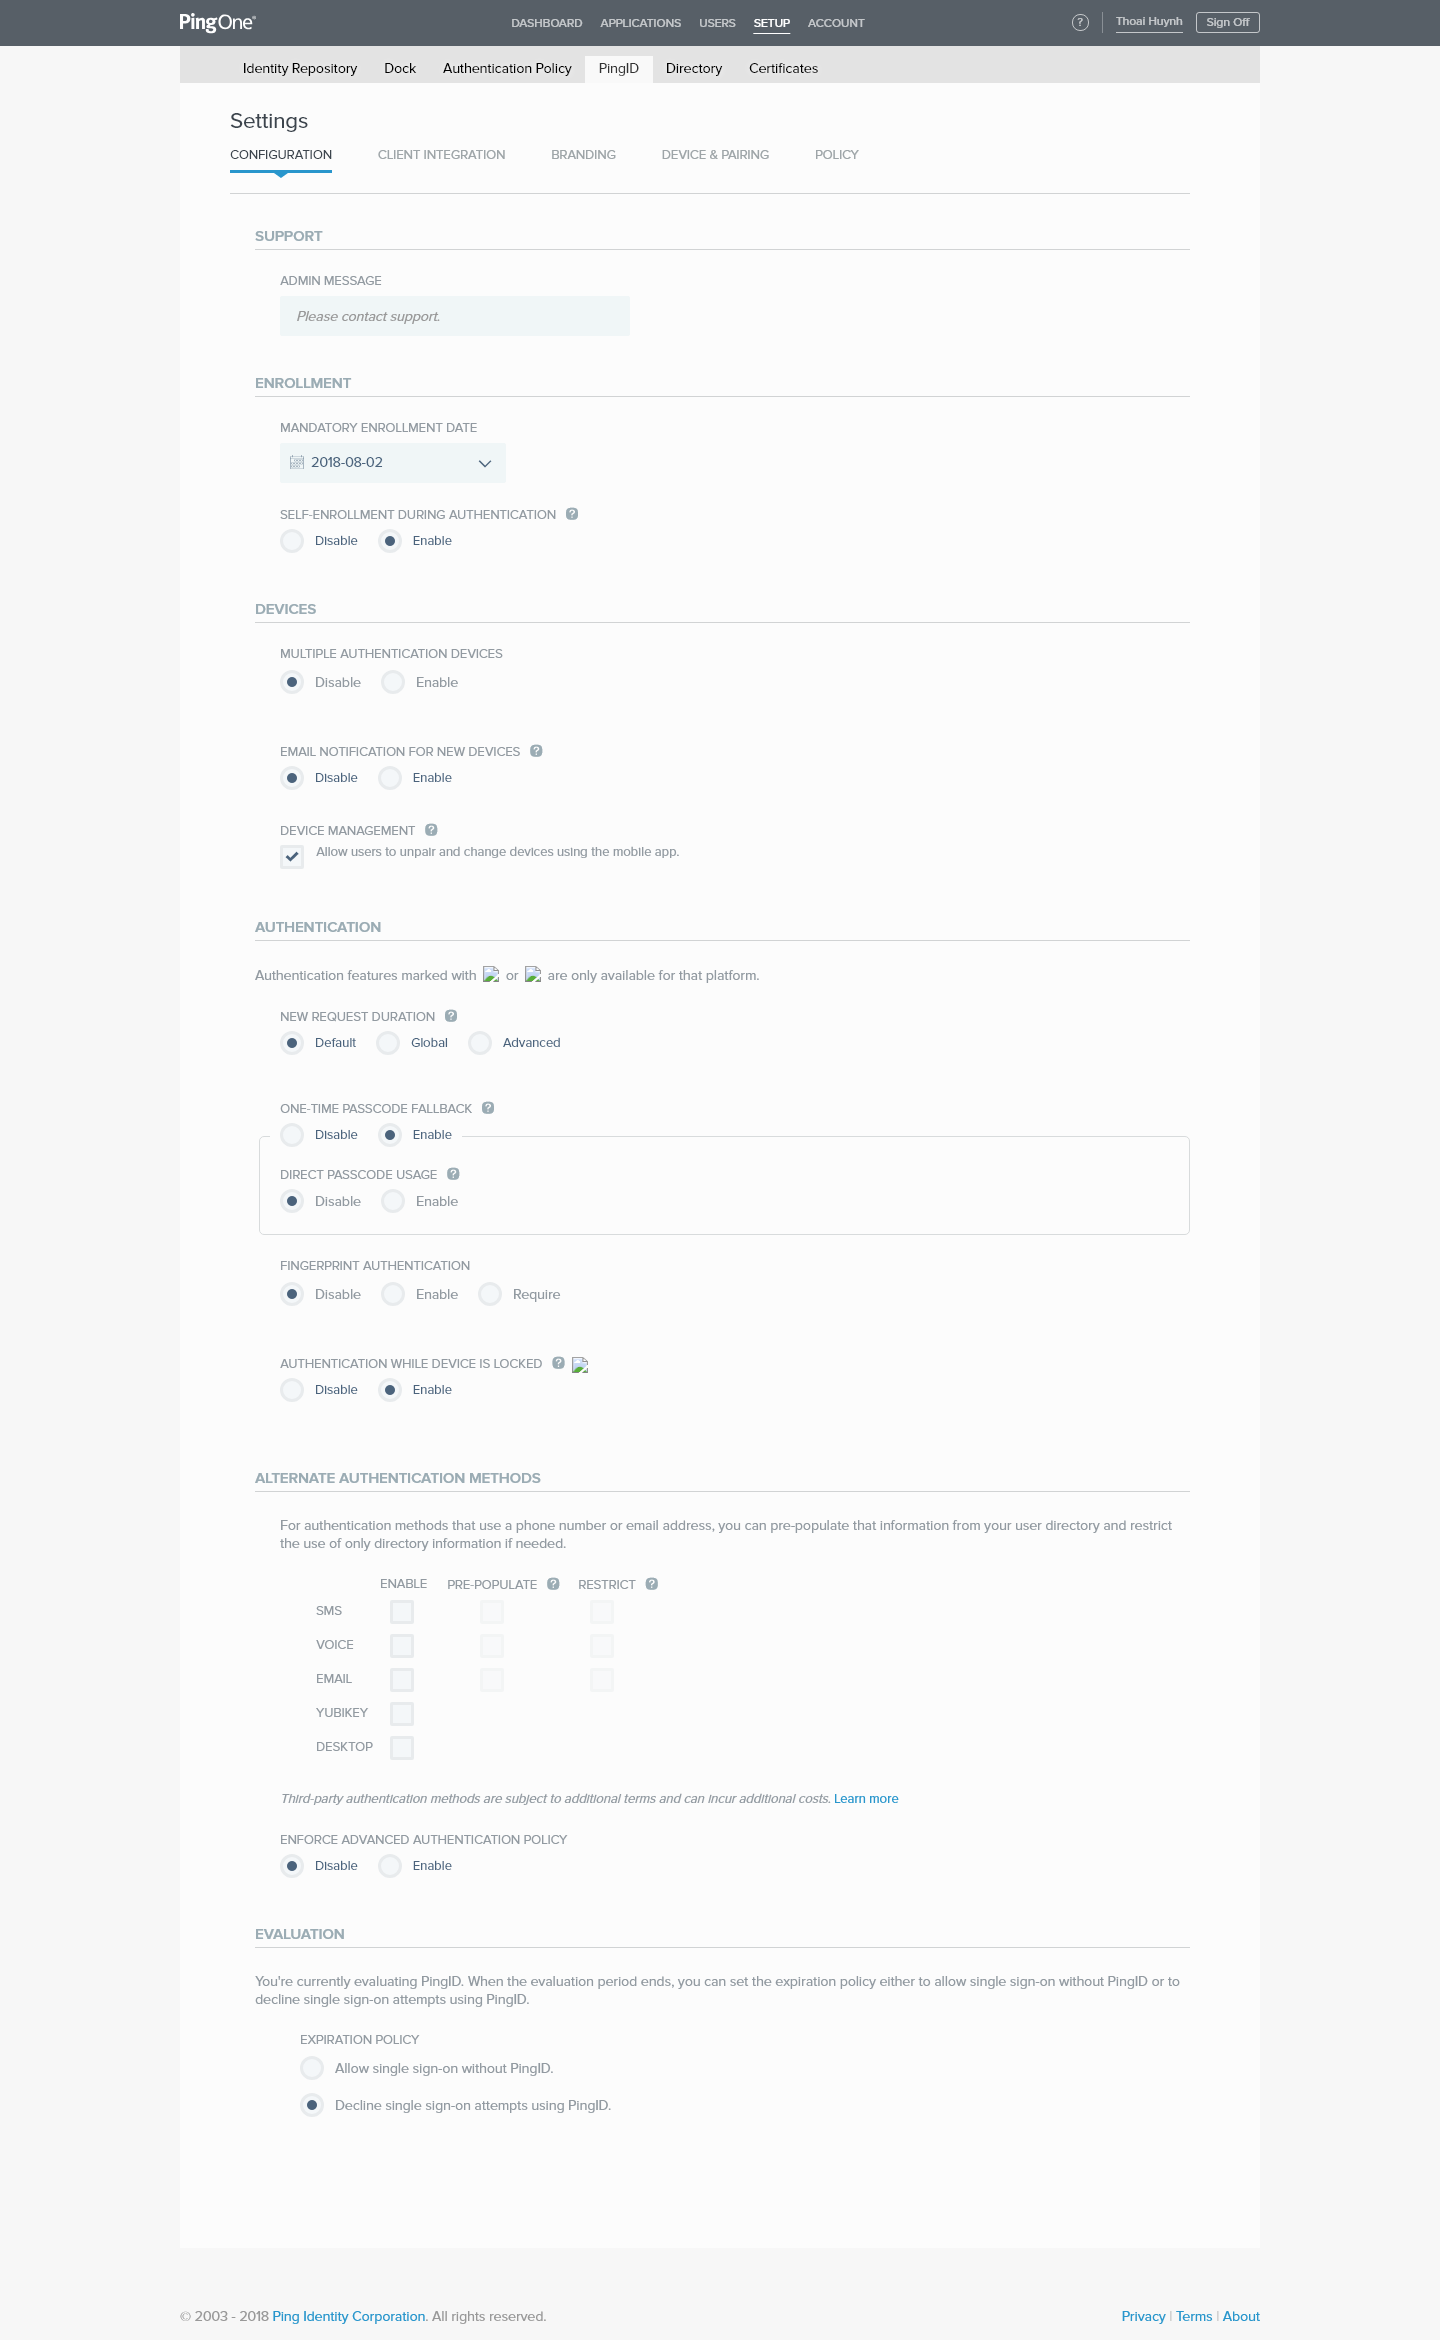 PingOne
DASHBOARD APPLICATIONS USERS SETUP ACCOUNT
? Thoai Huynh Sign Off
Identity Repository Dock Authentication Policy PingID Directory Certificates
Settings
CONFIGURATION CLIENT INTEGRATION BRANDING DEVICE & PAIRING POLICY
SUPPORT
ADMIN MESSAGE
Please contact support.
ENROLLMENT
MANDATORY ENROLLMENT DATE
2018-08-02
SELF-ENROLLMENT DURING AUTHENTICATION ?
Disable Enable
DEVICES
MULTIPLE AUTHENTICATION DEVICES
Disable Enable
EMAIL NOTIFICATION FOR NEW DEVICES ?
Disable Enable
DEVICE MANAGEMENT ?
Allow users to unpair and change devices using the mobile app.
AUTHENTICATION
Authentication features marked with or are only available for that platform.
NEW REQUEST DURATION ?
Default Global Advanced
ONE-TIME PASSCODE FALLBACK ?
Disable Enable
DIRECT PASSCODE USAGE ?
Disable Enable
FINGERPRINT AUTHENTICATION
Disable Enable Require
AUTHENTICATION WHILE DEVICE IS LOCKED ?
Disable Enable
ALTERNATE AUTHENTICATION METHODS
For authentication methods that use a phone number or email address, you can pre-populate that information from your user directory and restrict
the use of only directory information if needed.
ENABLE PRE-POPULATE ? RESTRICT ?
SMS
VOICE
EMAIL
YUBIKEY
DESKTOP
Third-party authentication methods are subject to additional terms and can incur additional costs. Learn more
ENFORCE ADVANCED AUTHENTICATION POLICY
Disable Enable
EVALUATION
You're currently evaluating PingID. When the evaluation period ends, you can set the expiration policy either to allow single sign-on without PingID or to
decline single sign-on attempts using PingID.
EXPIRATION POLICY
Allow single sign-on without PingID.
Decline single sign-on attempts using PingID.
© 2003 - 2018 Ping Identity Corporation. All rights reserved.
Privacy | Terms | About